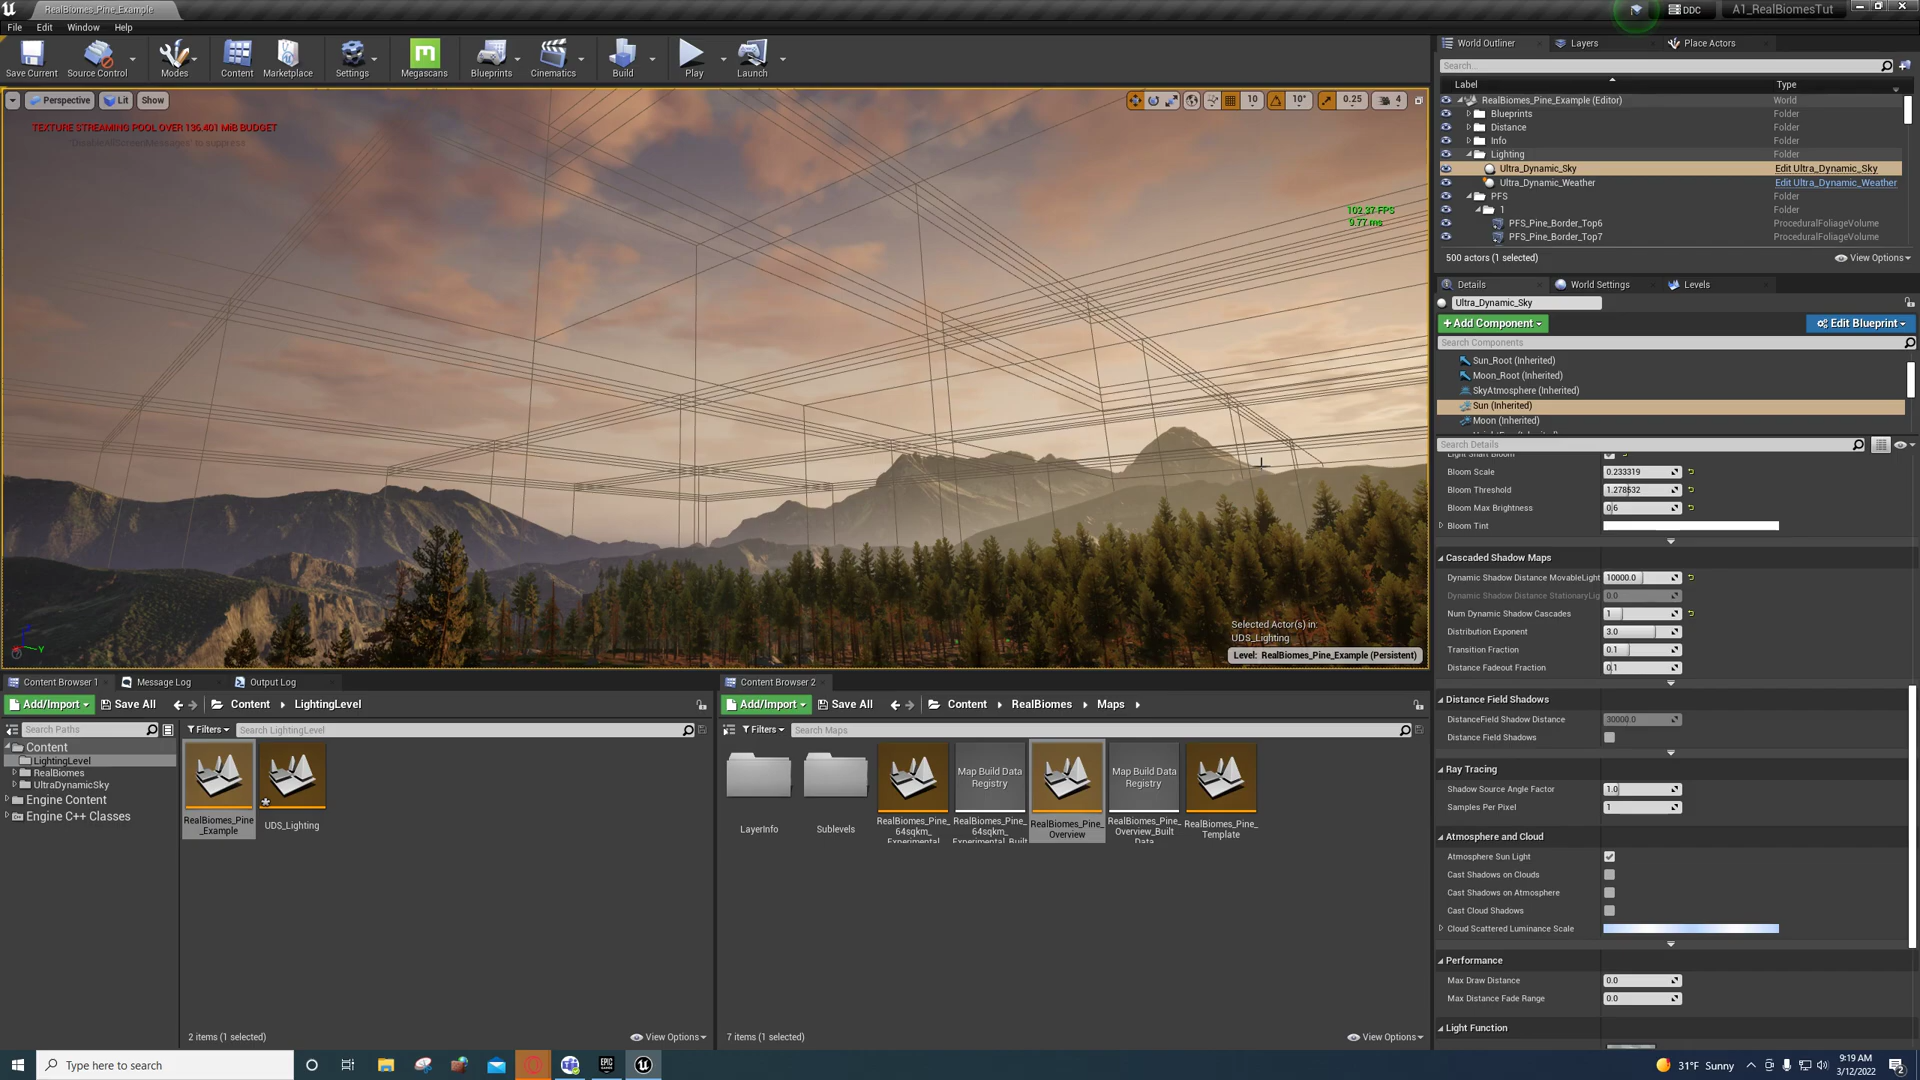 RealBiomes_Pine_Example
DDC
A1_RealBiomesTut
File Edit Window Help
Save Current Source Control Modes Content Marketplace Settings Megascans Blueprints Cinematics Build Play Launch
Perspective Lit Show
10 10° 0.25 4
TEXTURE STREAMING POOL OVER 136.401 MiB BUDGET
'DisableAllScreenMessages' to suppress
102.37 FPS
9.77 ms
Selected Actor(s) in:
UDS_Lighting
Level: RealBiomes_Pine_Example (Persistent)
World Outliner Layers Place Actors
Search...
Label Type
RealBiomes_Pine_Example (Editor) World
Blueprints Folder
Distance Folder
Info Folder
Lighting Folder
Ultra_Dynamic_Sky Edit Ultra_Dynamic_Sky
Ultra_Dynamic_Weather Edit Ultra_Dynamic_Weather
PFS Folder
1 Folder
PFS_Pine_Border_Top6 ProceduralFoliageVolume
PFS_Pine_Border_Top7 ProceduralFoliageVolume
500 actors (1 selected) View Options
Details World Settings Levels
Ultra_Dynamic_Sky
+Add Component Edit Blueprint
Search Components
Sun_Root (Inherited)
Moon_Root (Inherited)
SkyAtmosphere (Inherited)
Sun (Inherited)
Moon (Inherited)
Search Details
Light Shaft Bloom
Bloom Scale 0.233319
Bloom Threshold 1.278532
Bloom Max Brightness 0.6
Bloom Tint
Cascaded Shadow Maps
Dynamic Shadow Distance MovableLight 10000.0
Dynamic Shadow Distance StationaryLig 0.0
Num Dynamic Shadow Cascades 1
Distribution Exponent 3.0
Transition Fraction 0.1
Distance Fadeout Fraction 0.1
Distance Field Shadows
DistanceField Shadow Distance 30000.0
Distance Field Shadows
Ray Tracing
Shadow Source Angle Factor 1.0
Samples Per Pixel 1
Atmosphere and Cloud
Atmosphere Sun Light
Cast Shadows on Clouds
Cast Shadows on Atmosphere
Cast Cloud Shadows
Cloud Scattered Luminance Scale
Performance
Max Draw Distance 0.0
Max Distance Fade Range 0.0
Light Function
Content Browser 1 Message Log Output Log
Add/Import Save All Content LightingLevel
Search Paths Filters Search LightingLevel
Content
LightingLevel
RealBiomes
UltraDynamicSky
Engine Content
Engine C++ Classes
RealBiomes_Pine
_Example
UDS_Lighting
2 items (1 selected) View Options
Content Browser 2
Add/Import Save All Content RealBiomes Maps
Filters Search Maps
LayerInfo
Sublevels
RealBiomes_Pine_
64sqkm_
Experimental
Map Build Data
Registry
RealBiomes_Pine_
64sqkm_
Experimental_Built
RealBiomes_Pine_
Overview
Map Build Data
Registry
RealBiomes_Pine_
Overview_Built
Data
RealBiomes_Pine_
Template
7 items (1 selected) View Options
Type here to search
EPIC
GAMES
31°F Sunny
9:19 AM
3/12/2022
2